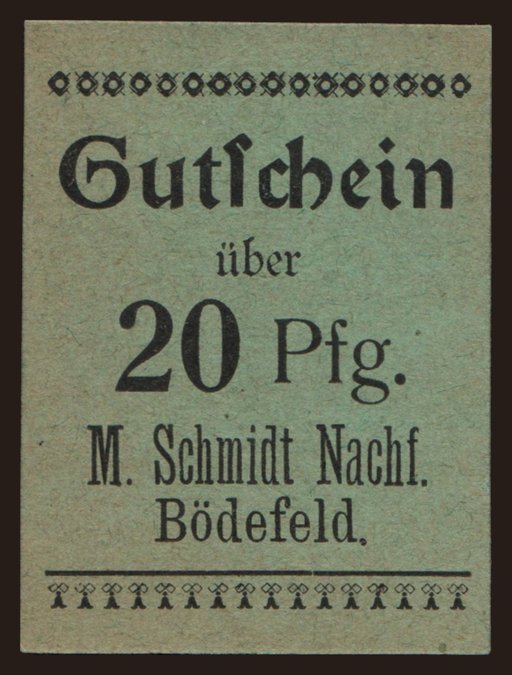 Gutſchein
über
20 Pfg.
M. Schmidt Nachf.
Bödefeld.